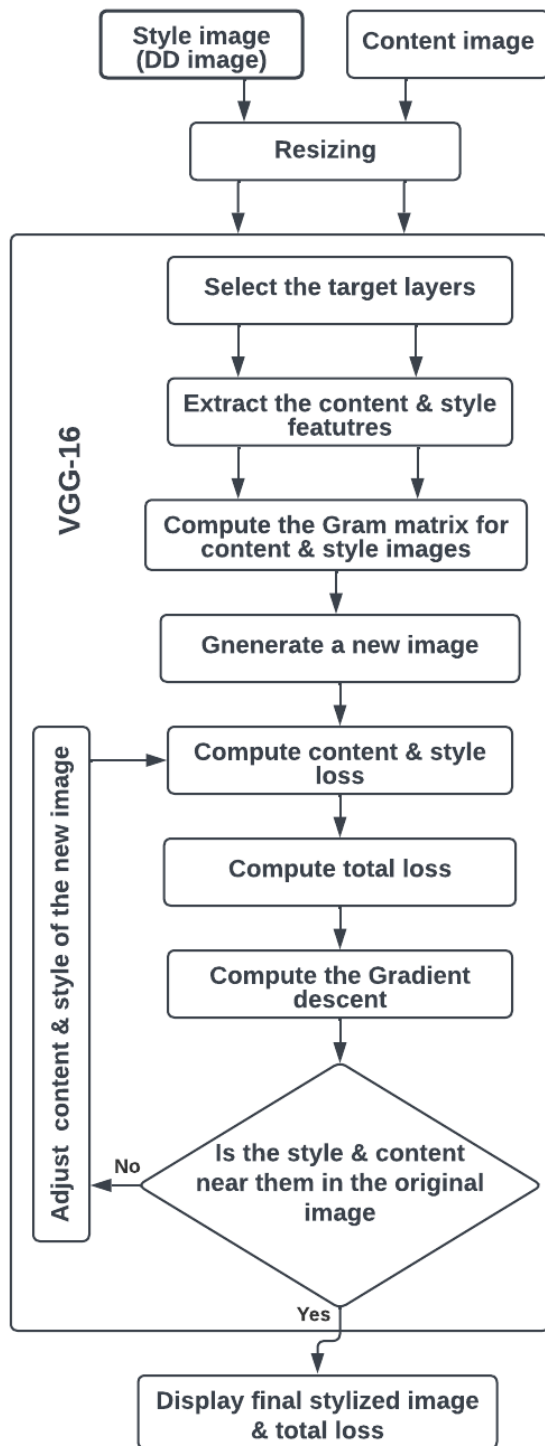 Style image
(DD image)
Content image
Resizing
Select the target layers
Extract the content & style
featutres
VGG-16
Compute the Gram matrix for
content & style images
Gnenerate a new image
Compute content & style
loss
Adjust content & style of the new image
Compute total loss
Compute the Gradient
descent
Is the style & content
near them in the original
image
No
Yes
Display final stylized image
& total loss